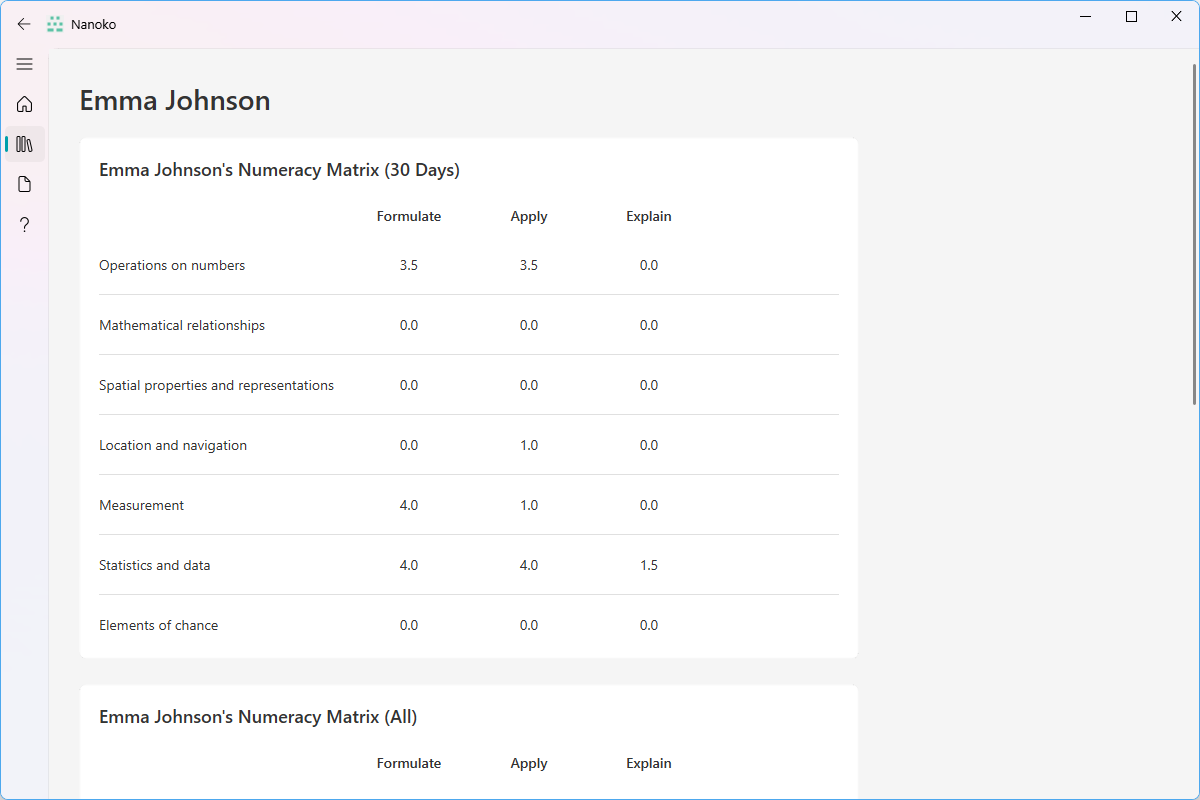 Nanoko
Emma Johnson
Emma Johnson's Numeracy Matrix (30 Days)
Formulate Apply Explain
Operations on numbers 3.5 3.5 0.0
Mathematical relationships 0.0 0.0 0.0
Spatial properties and representations 0.0 0.0 0.0
Location and navigation 0.0 1.0 0.0
Measurement 4.0 1.0 0.0
Statistics and data 4.0 4.0 1.5
Elements of chance 0.0 0.0 0.0
Emma Johnson's Numeracy Matrix (All)
Formulate Apply Explain